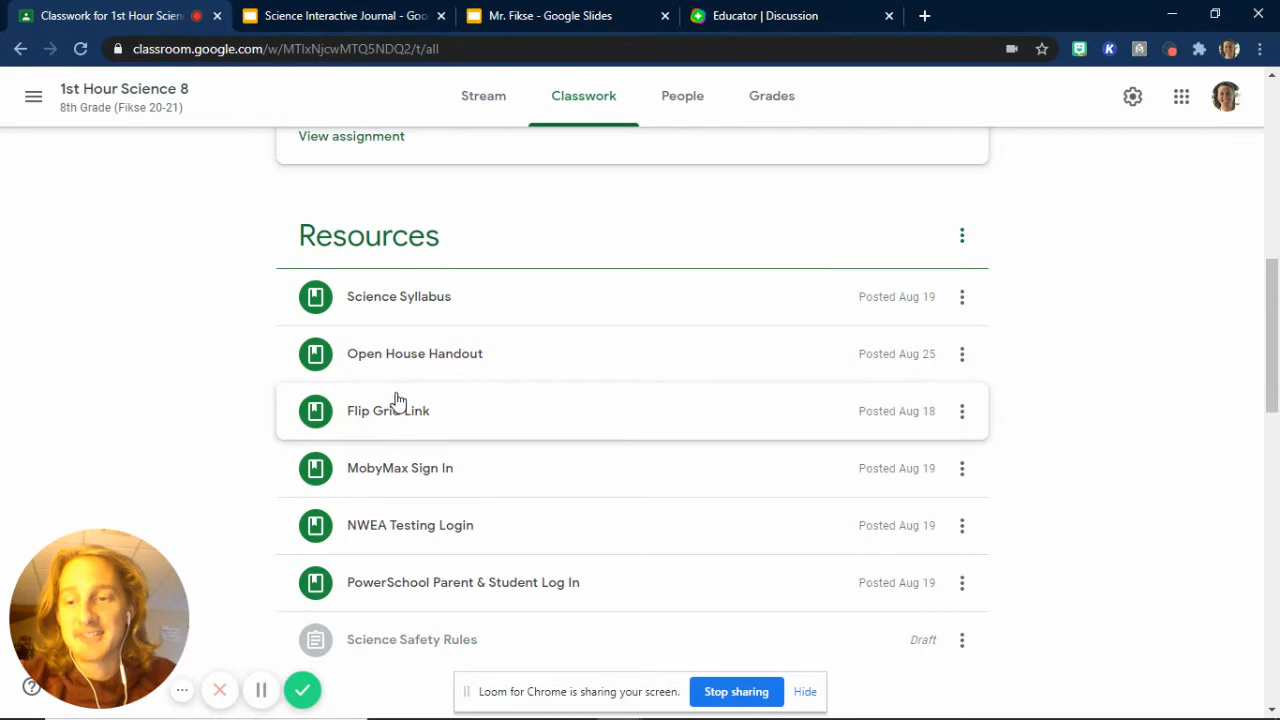 Classwork for 1st Hour Scien
Science Interactive Journal - Goo
Mr. Fikse - Google Slides
Educator | Discussion
classroom.google.com/w/MTIxNjcwMTQ5NDQ2/t/all
1st Hour Science 8
8th Grade (Fikse 20-21)
Stream
Classwork
People
Grades
View assignment
Resources
Science Syllabus
Posted Aug 19
Open House Handout
Posted Aug 25
Flip Grid Link
Posted Aug 18
MobyMax Sign In
Posted Aug 19
NWEA Testing Login
Posted Aug 19
PowerSchool Parent & Student Log In
Posted Aug 19
Science Safety Rules
Draft
Loom for Chrome is sharing your screen.
Stop sharing
Hide